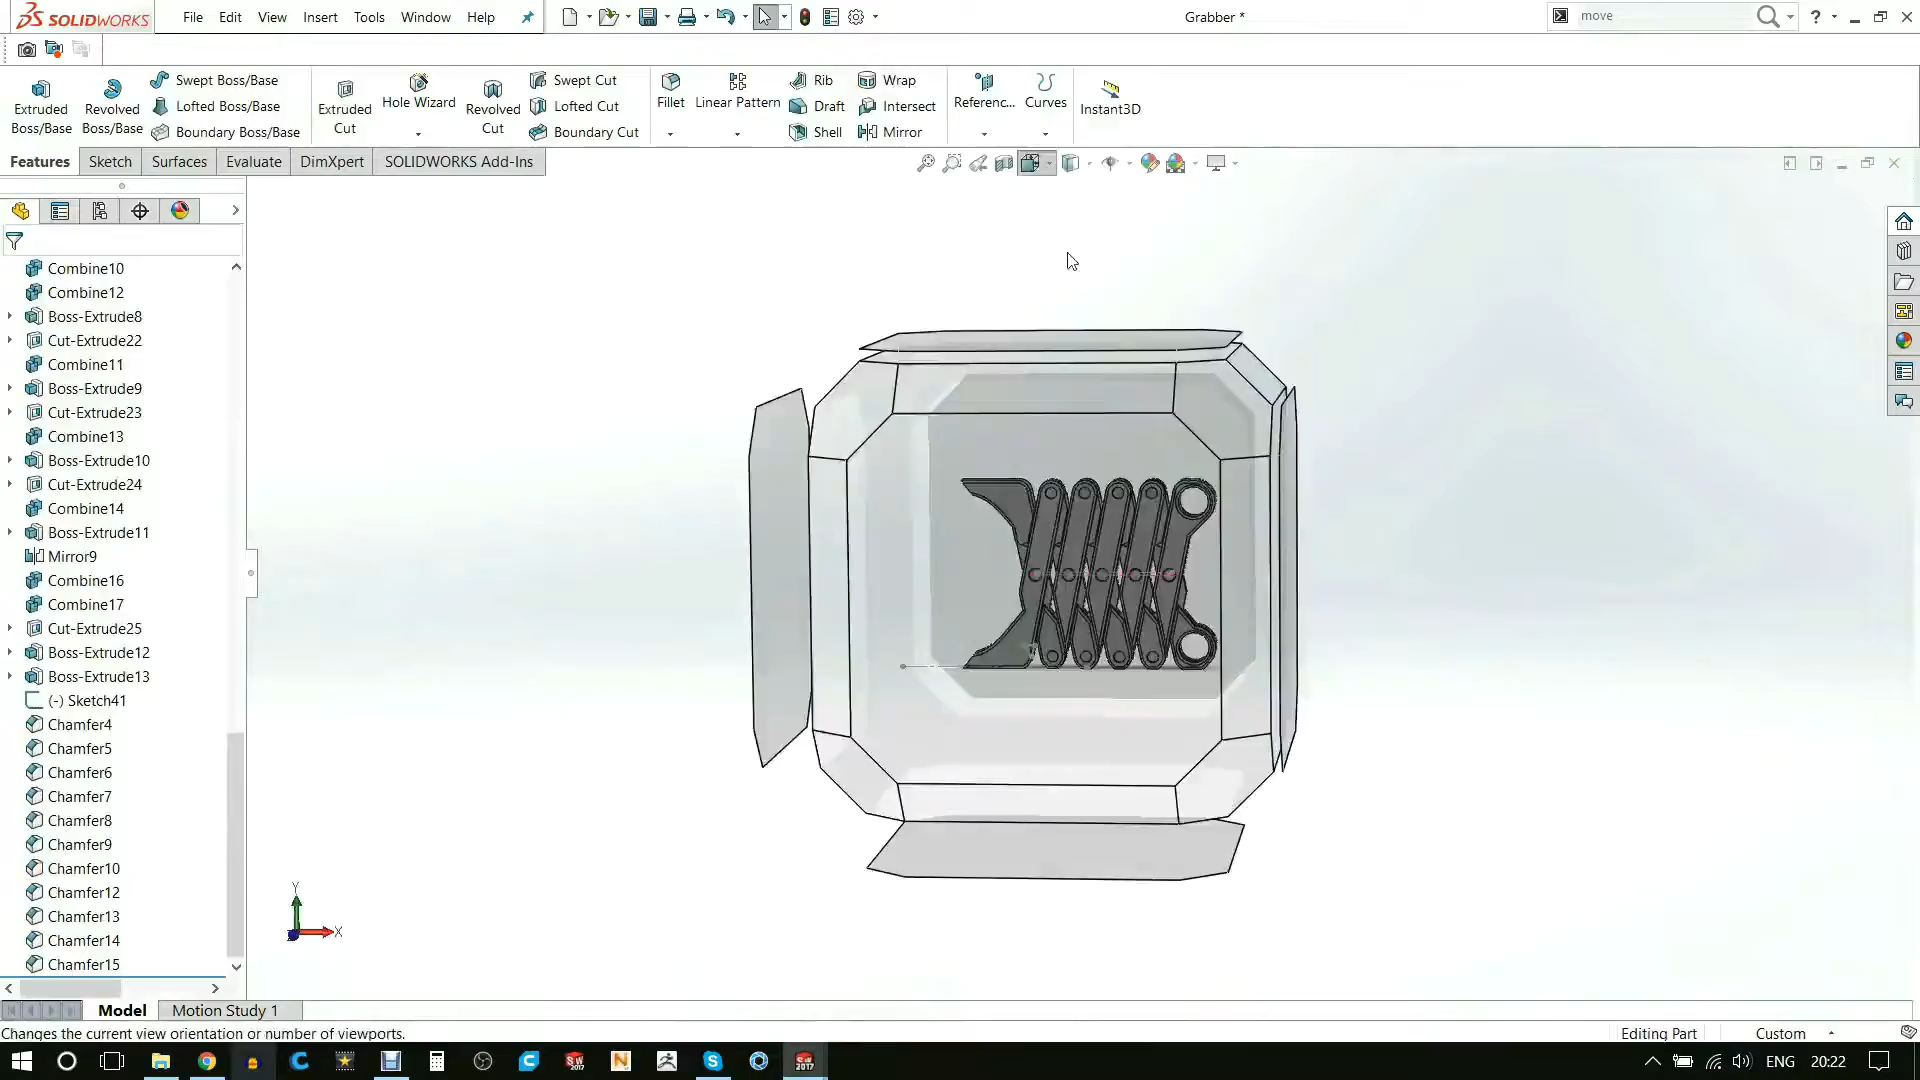 SOLIDWORKS
File Edit View Insert Tools Window Help
Grabber *
move
Extruded Boss/Base
Revolved Boss/Base
Swept Boss/Base
Lofted Boss/Base
Boundary Boss/Base
Extruded Cut
Hole Wizard
Revolved Cut
Swept Cut
Lofted Cut
Boundary Cut
Fillet
Linear Pattern
Rib
Draft
Shell
Wrap
Intersect
Mirror
Referenc...
Curves
Instant3D
Features Sketch Surfaces Evaluate DimXpert SOLIDWORKS Add-Ins
Combine10
Combine12
Boss-Extrude8
Cut-Extrude22
Combine11
Boss-Extrude9
Cut-Extrude23
Combine13
Boss-Extrude10
Cut-Extrude24
Combine14
Boss-Extrude11
Mirror9
Combine16
Combine17
Cut-Extrude25
Boss-Extrude12
Boss-Extrude13
(-) Sketch41
Chamfer4
Chamfer5
Chamfer6
Chamfer7
Chamfer8
Chamfer9
Chamfer10
Chamfer12
Chamfer13
Chamfer14
Chamfer15
Y
X
Model Motion Study 1
Changes the current view orientation or number of viewports.
Editing Part Custom
ENG 20:22